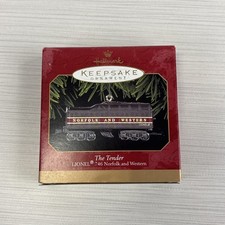 Hallmark
KEEPSAKE
ORNAMENT
NORFOLK AND WESTERN
The Tender
LIONEL® 746 Norfolk and Western